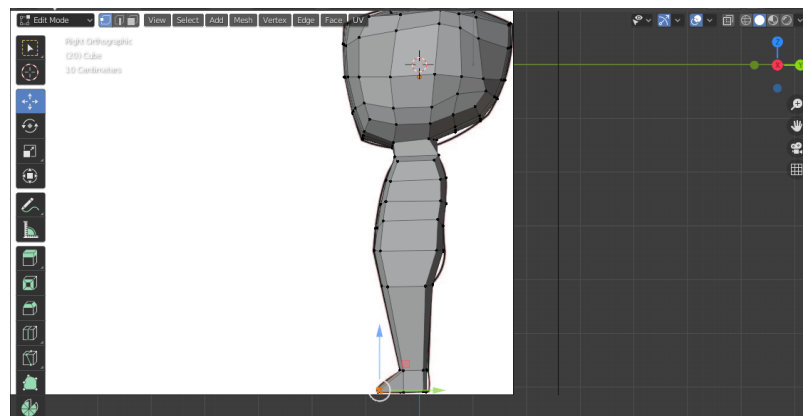 Edit Mode View Select Add Mesh Vertex Edge Face UV
Right Orthographic
(20) Cube
10 Centimeters
Z
X
Y